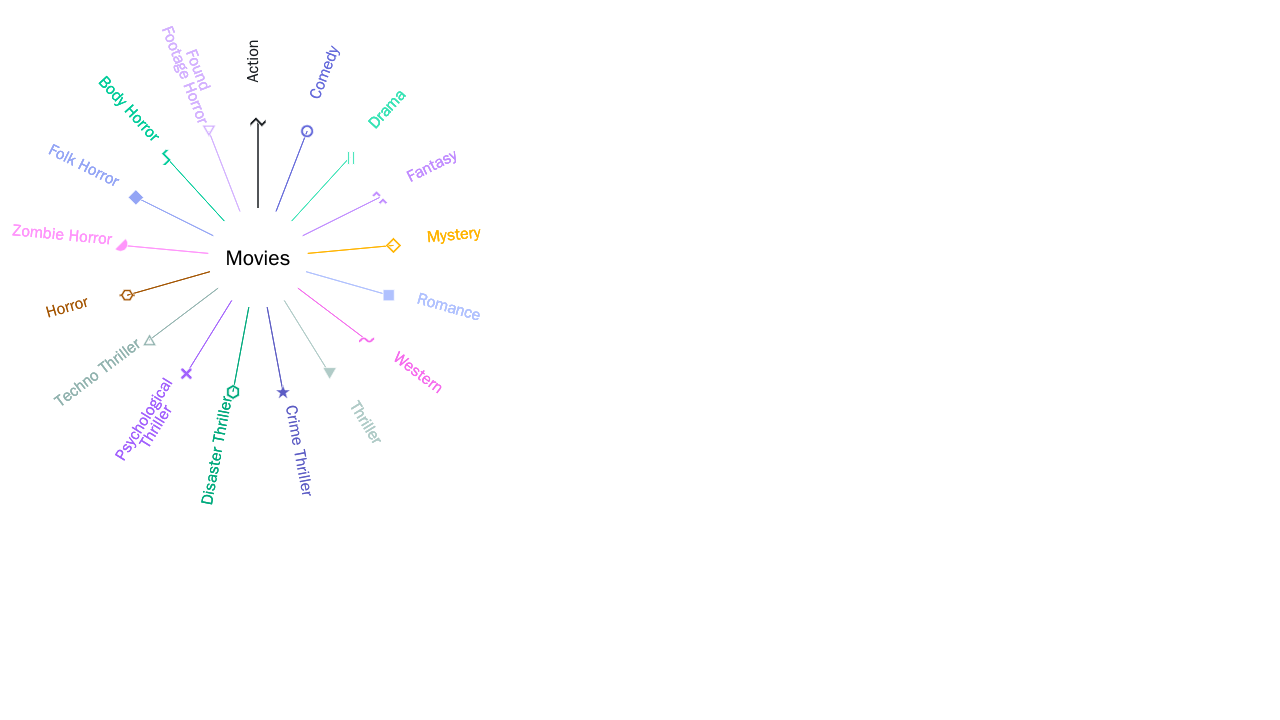 Action
Comedy
Drama
Fantasy
Mystery
Romance
Western
Thriller
Crime Thriller
Disaster Thriller
Psychological
Thriller
Techno Thriller
Horror
Zombie Horror
Folk Horror
Body Horror
Found
Footage Horror
Movies